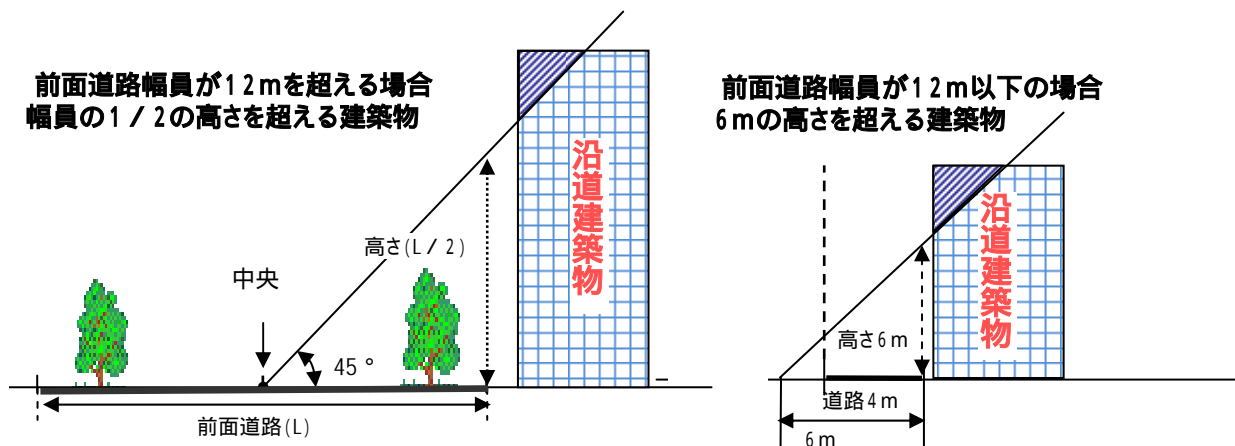 前面道路幅員が12mを超える場合
幅員の1/2の高さを超える建築物
沿道建築物
高さ(L/2)
中央
45°
前面道路(L)
前面道路幅員が12m以下の場合
6mの高さを超える建築物
沿道建築物
高さ6m
道路4m
6m